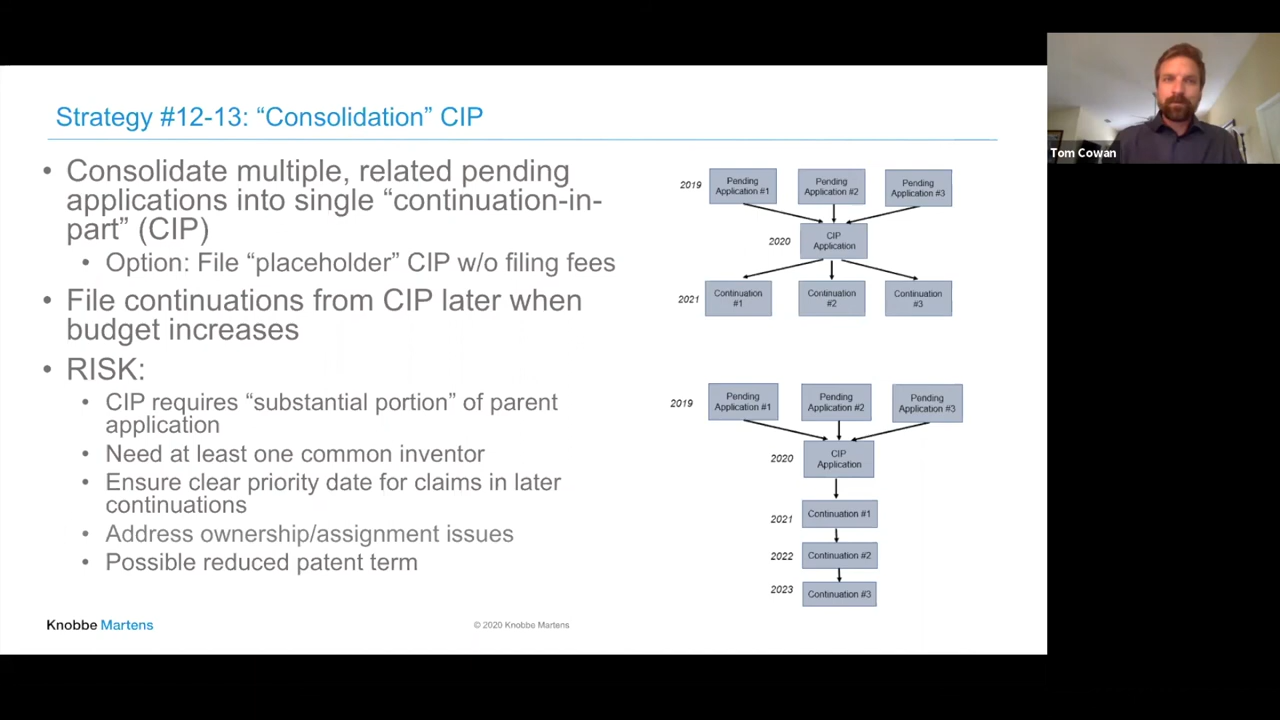 Strategy #12-13: “Consolidation” CIP
• Consolidate multiple, related pending
applications into single “continuation-in-
part” (CIP)
• Option: File “placeholder” CIP w/o filing fees
• File continuations from CIP later when
budget increases
• RISK:
• CIP requires “substantial portion” of parent
application
• Need at least one common inventor
• Ensure clear priority date for claims in later
continuations
• Address ownership/assignment issues
• Possible reduced patent term
2019
Pending
Application #1
Pending
Application #2
Pending
Application #3
2020
CIP
Application
2021
Continuation
#1
Continuation
#2
Continuation
#3
2019
Pending
Application #1
Pending
Application #2
Pending
Application #3
2020
CIP
Application
2021
Continuation #1
2022
Continuation #2
2023
Continuation #3
Knobbe Martens
© 2020 Knobbe Martens
Tom Cowan